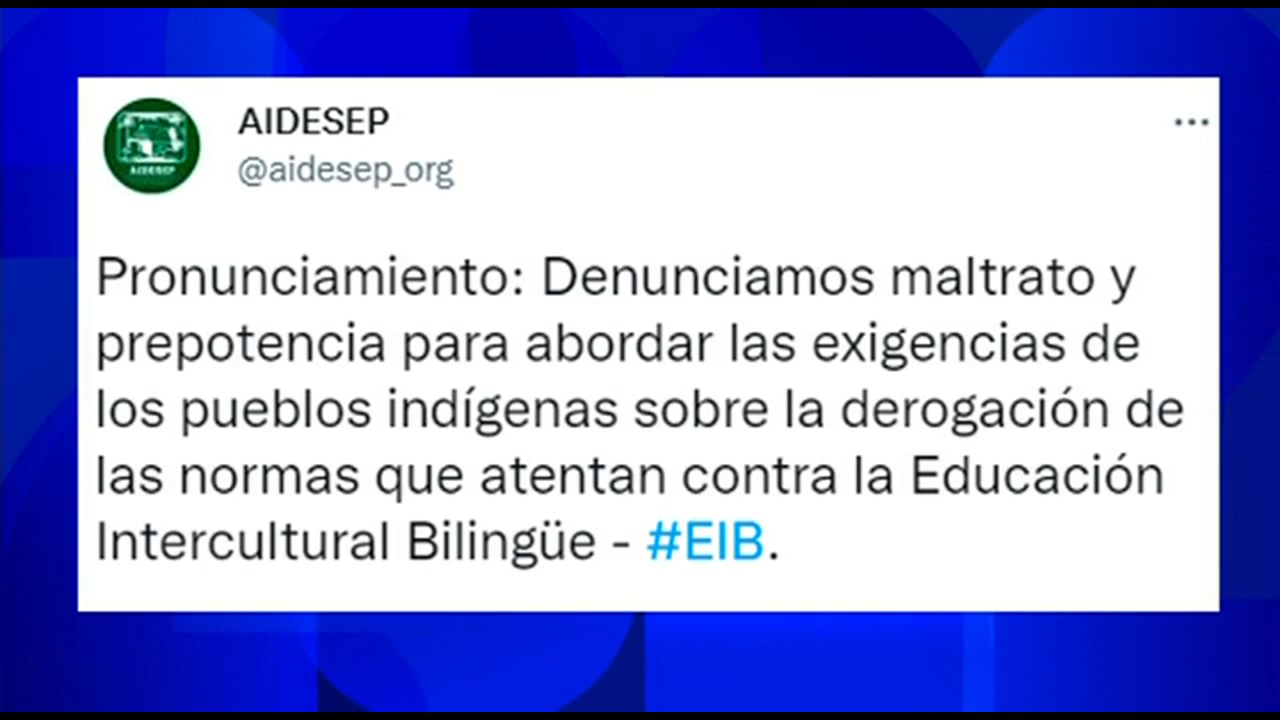 AIDESEP
AIDESEP
@aidesep_org
Pronunciamiento: Denunciamos maltrato y
prepotencia para abordar las exigencias de
los pueblos indígenas sobre la derogación de
las normas que atentan contra la Educación
Intercultural Bilingüe - #EIB.